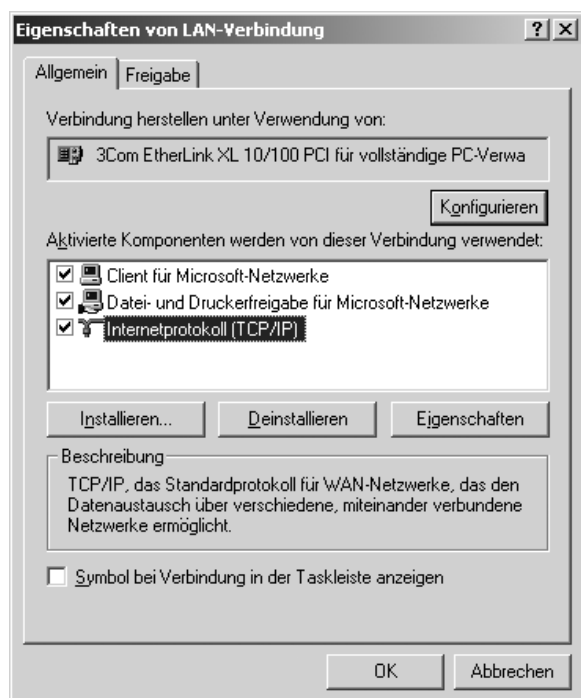 Eigenschaften von LAN-Verbindung
Allgemein
Freigabe
Verbindung herstellen unter Verwendung von:
3Com EtherLink XL 10/100 PCI für vollständige PC-Verwa
Konfigurieren
Aktivierte Komponenten werden von dieser Verbindung verwendet:
Client für Microsoft-Netzwerke
Datei- und Druckerfreigabe für Microsoft-Netzwerke
Internetprotokoll (TCP/IP)
Installieren...
Deinstallieren
Eigenschaften
Beschreibung
TCP/IP, das Standardprotokoll für WAN-Netzwerke, das den
Datenaustausch über verschiedene, miteinander verbundene
Netzwerke ermöglicht.
Symbol bei Verbindung in der Taskleiste anzeigen
OK
Abbrechen